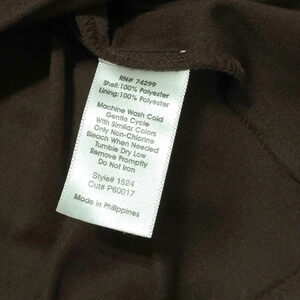 RN# 74299
Shell:100% Polyester
Lining:100% Polyester
Machine Wash Cold
Gentle Cycle
With Similar Colors
Only Non-Chlorine
Bleach When Needed
Tumble Dry Low
Remove Promptly
Do Not Iron
Style# 1524
Cut# P60017
Made In Philippines